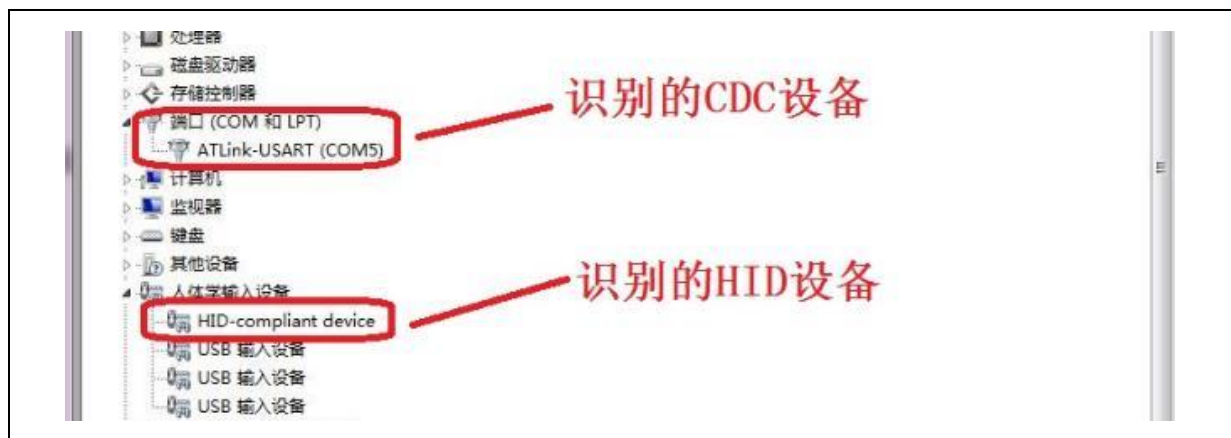 处理器
磁盘驱动器
存储控制器
端口 (COM 和 LPT)
ATLink-USART (COM5)
计算机
监视器
键盘
其他设备
人体学输入设备
HID-compliant device
USB 输入设备
USB 输入设备
USB 输入设备
识别的CDC设备
识别的HID设备